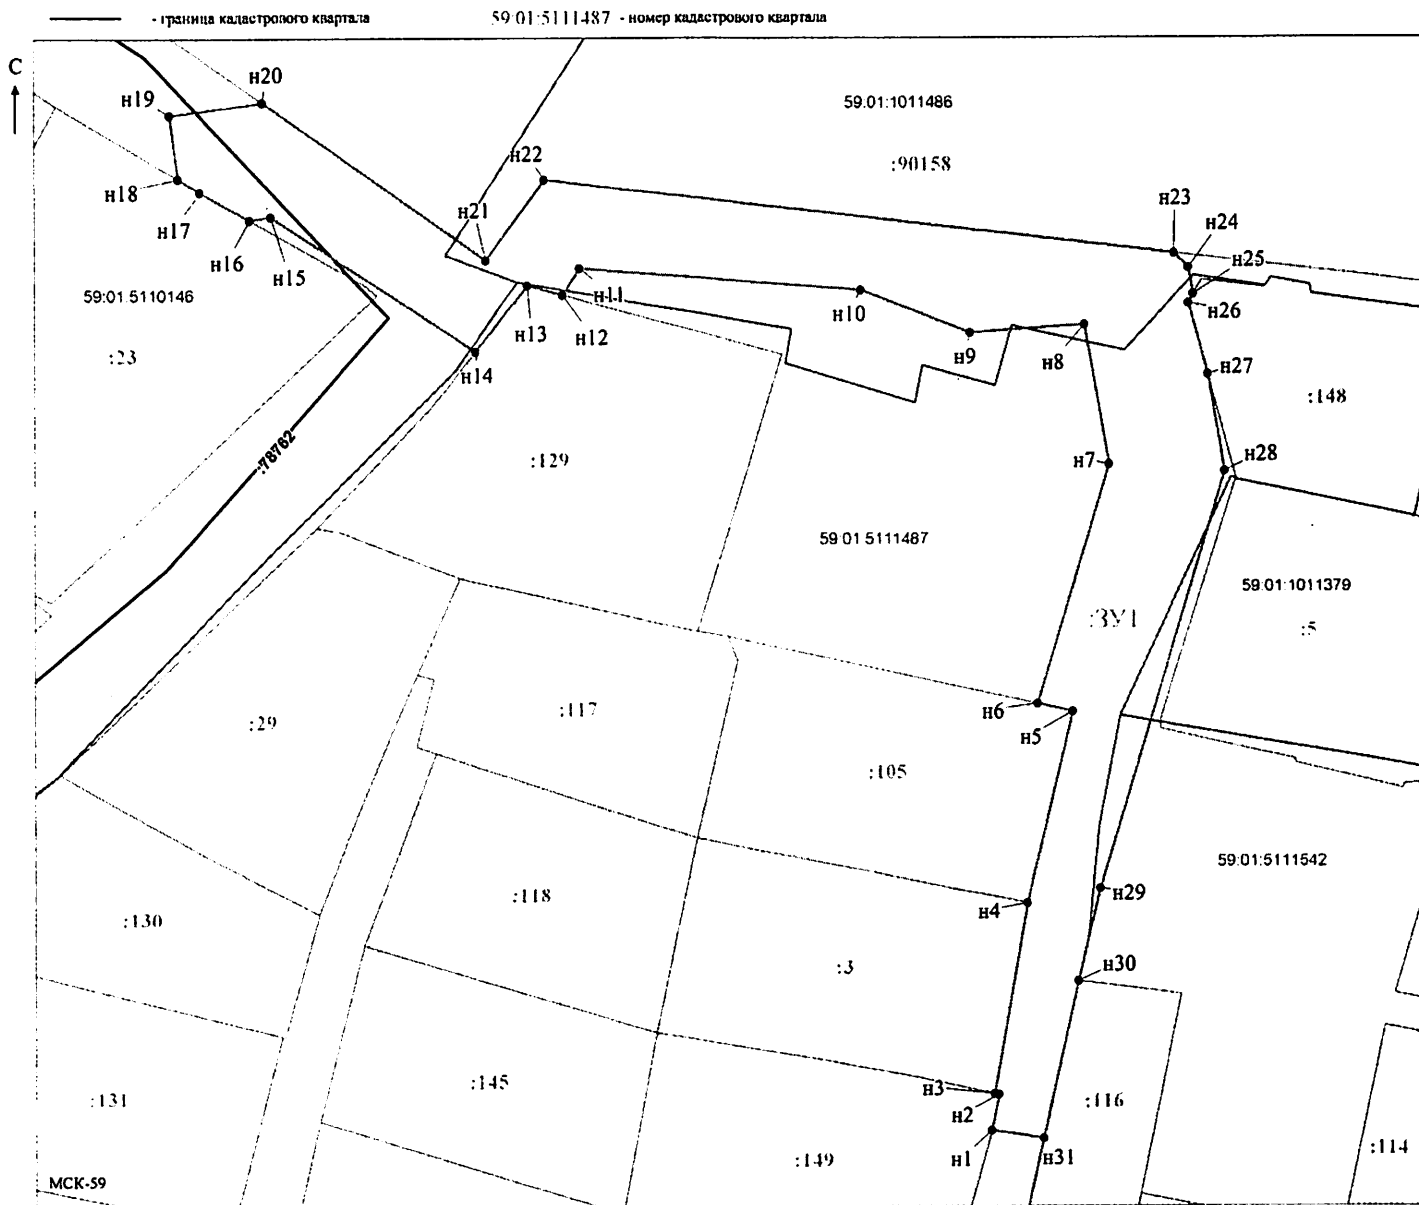 - граница кадастрового квартала
59:01:5111487 - номер кадастрового квартала
С
н20
н19
59:01:1011486
:90158
н22
н18
н17
н21
н23
н24
н16
н15
н25
59:01:5110146
н11
н10
н26
н13
н12
:23
н9
н8
н14
н27
:148
:78762
:129
н7
н28
59:01:5111487
59:01:1011379
:ЗУ1
:5
н6
н5
:29
:117
:105
59:01:5111542
:118
н29
н4
:130
:3
н30
:145
н3
н2
:131
:116
н1
н31
:149
:114
МСК-59